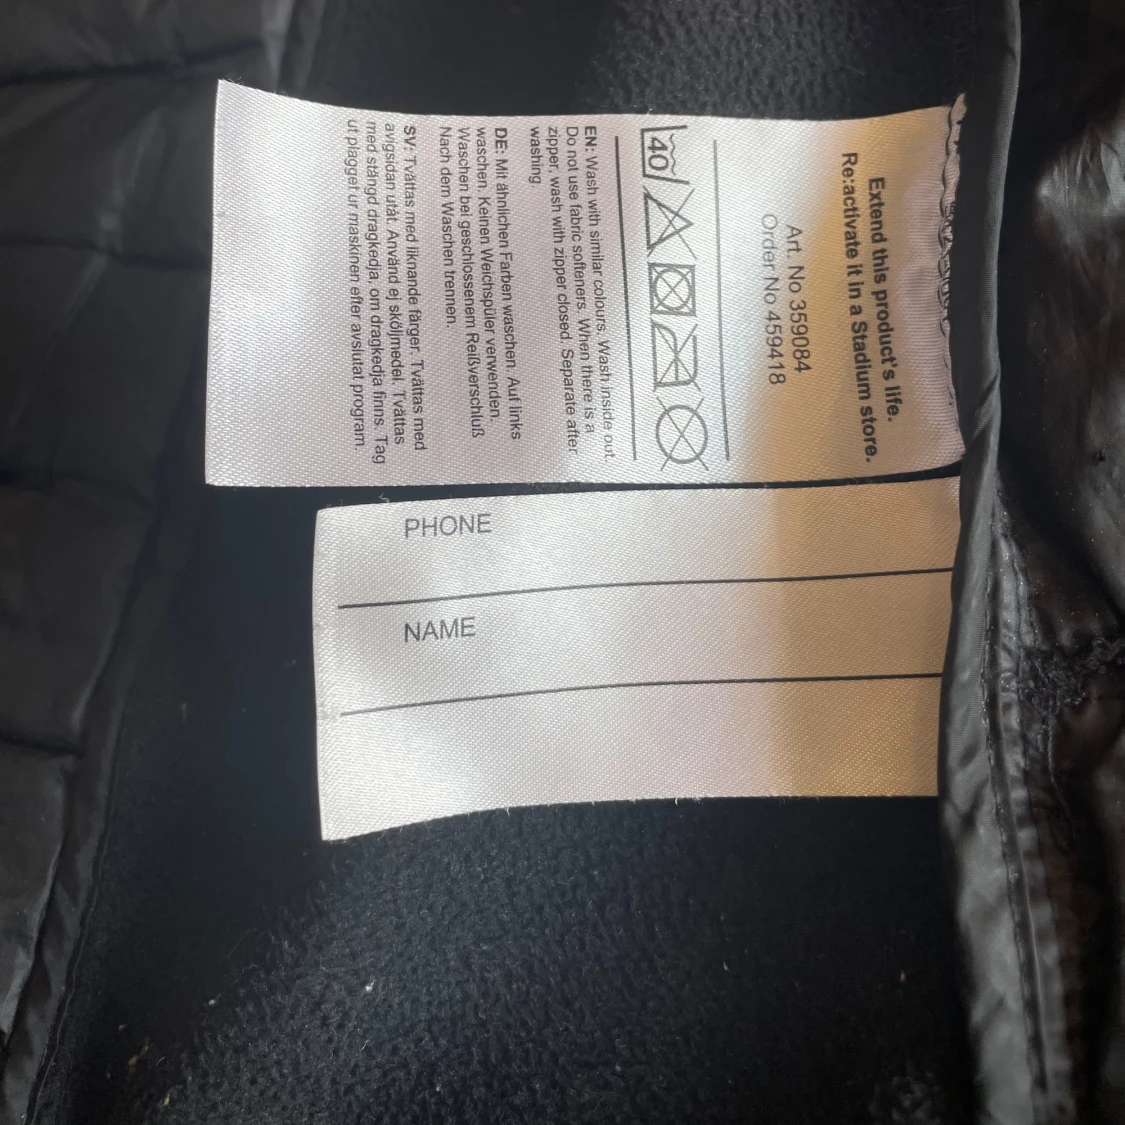 Extend this product's life.
Re:activate it in a Stadium store.
Art. No 359084
Order No 459418
40
EN: Wash with similar colours. Wash inside out.
Do not use fabric softeners. When there is a
zipper, wash with zipper closed. Separate after
washing
DE: Mit ähnlichen Farben waschen. Auf links
waschen. Keinen Weichspüler verwenden.
Waschen bei geschlossenem Reißverschluß
Nach dem Waschen trennen.
SV: Tvättas med liknande färger. Tvättas med
avigsidan utåt. Använd ej sköljmedel. Tvättas
med stängd dragkedja, om dragkedja finns. Tag
ut plagget ur maskinen efter avslutat program.
PHONE
NAME